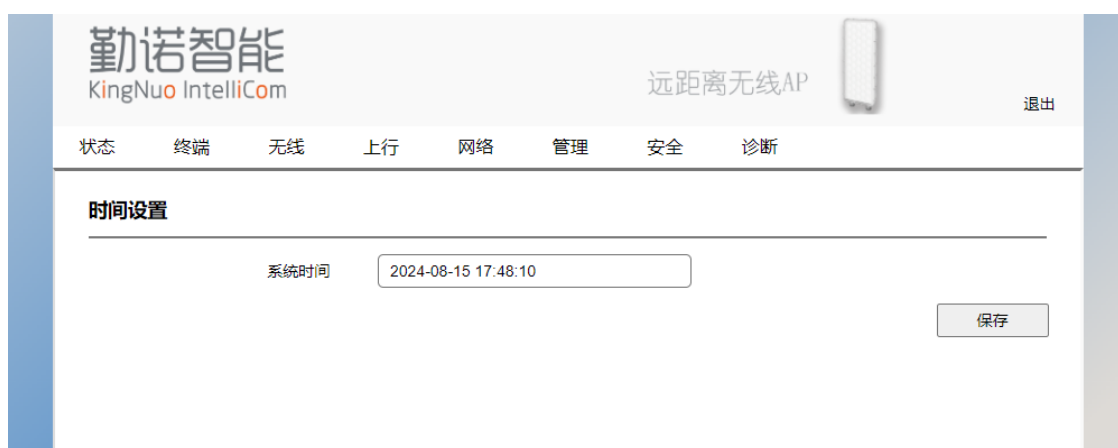 勤诺智能
KingNuo IntelliCom
远距离无线AP
退出
状态 终端 无线 上行 网络 管理 安全 诊断
时间设置
系统时间 2024-08-15 17:48:10
保存